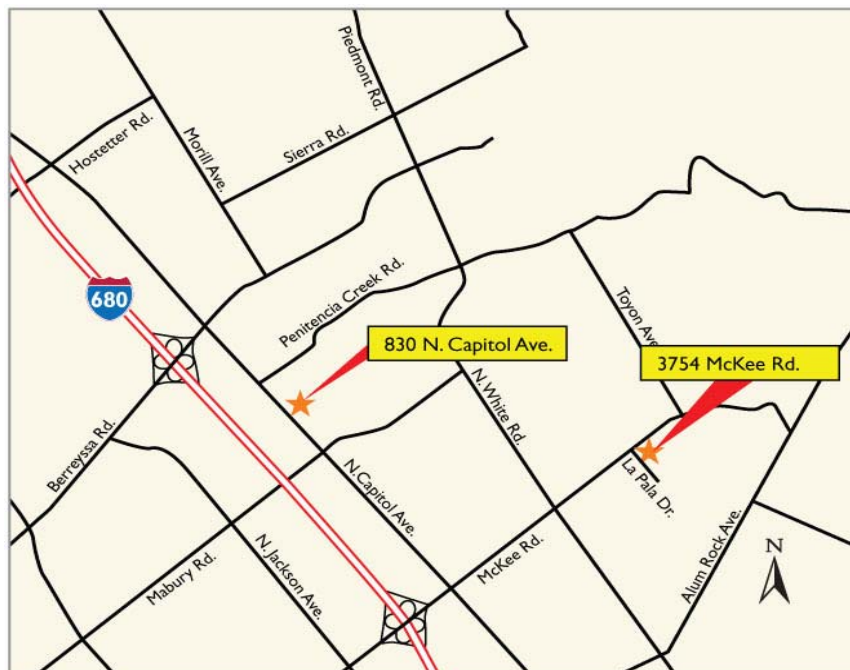 Piedmont Rd.
Hostetter Rd.
Morill Ave.
Sierra Rd.
680
Penitencia Creek Rd.
Toyon Ave.
830 N. Capitol Ave.
3754 McKee Rd.
N. White Rd.
Berreyssa Rd.
N. Capitol Ave.
La Pala Dr.
Mabury Rd.
N. Jackson Ave.
McKee Rd.
Alum Rock Ave.
N